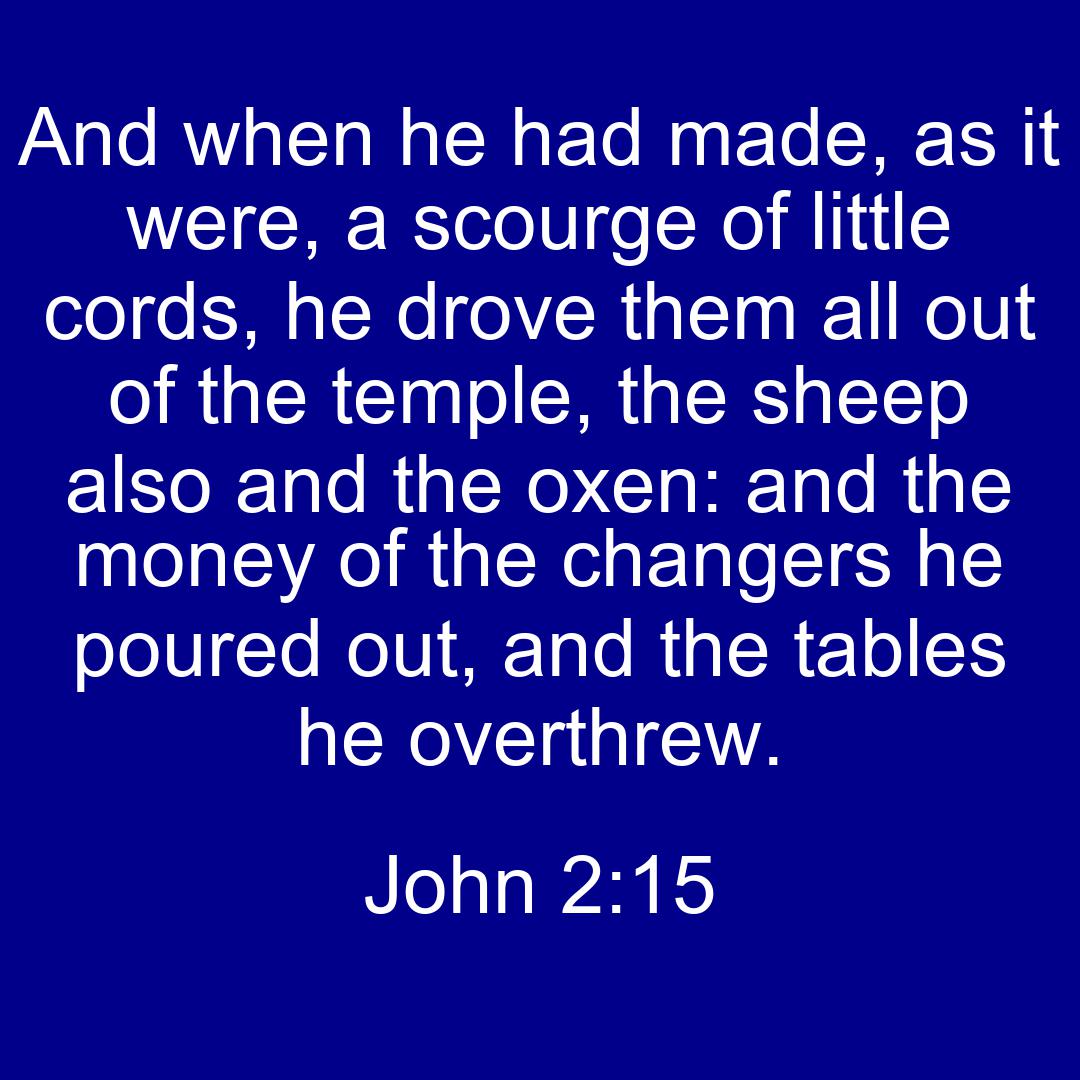 And when he had made, as it
were, a scourge of little
cords, he drove them all out
of the temple, the sheep
also and the oxen: and the
money of the changers he
poured out, and the tables
he overthrew.
John 2:15